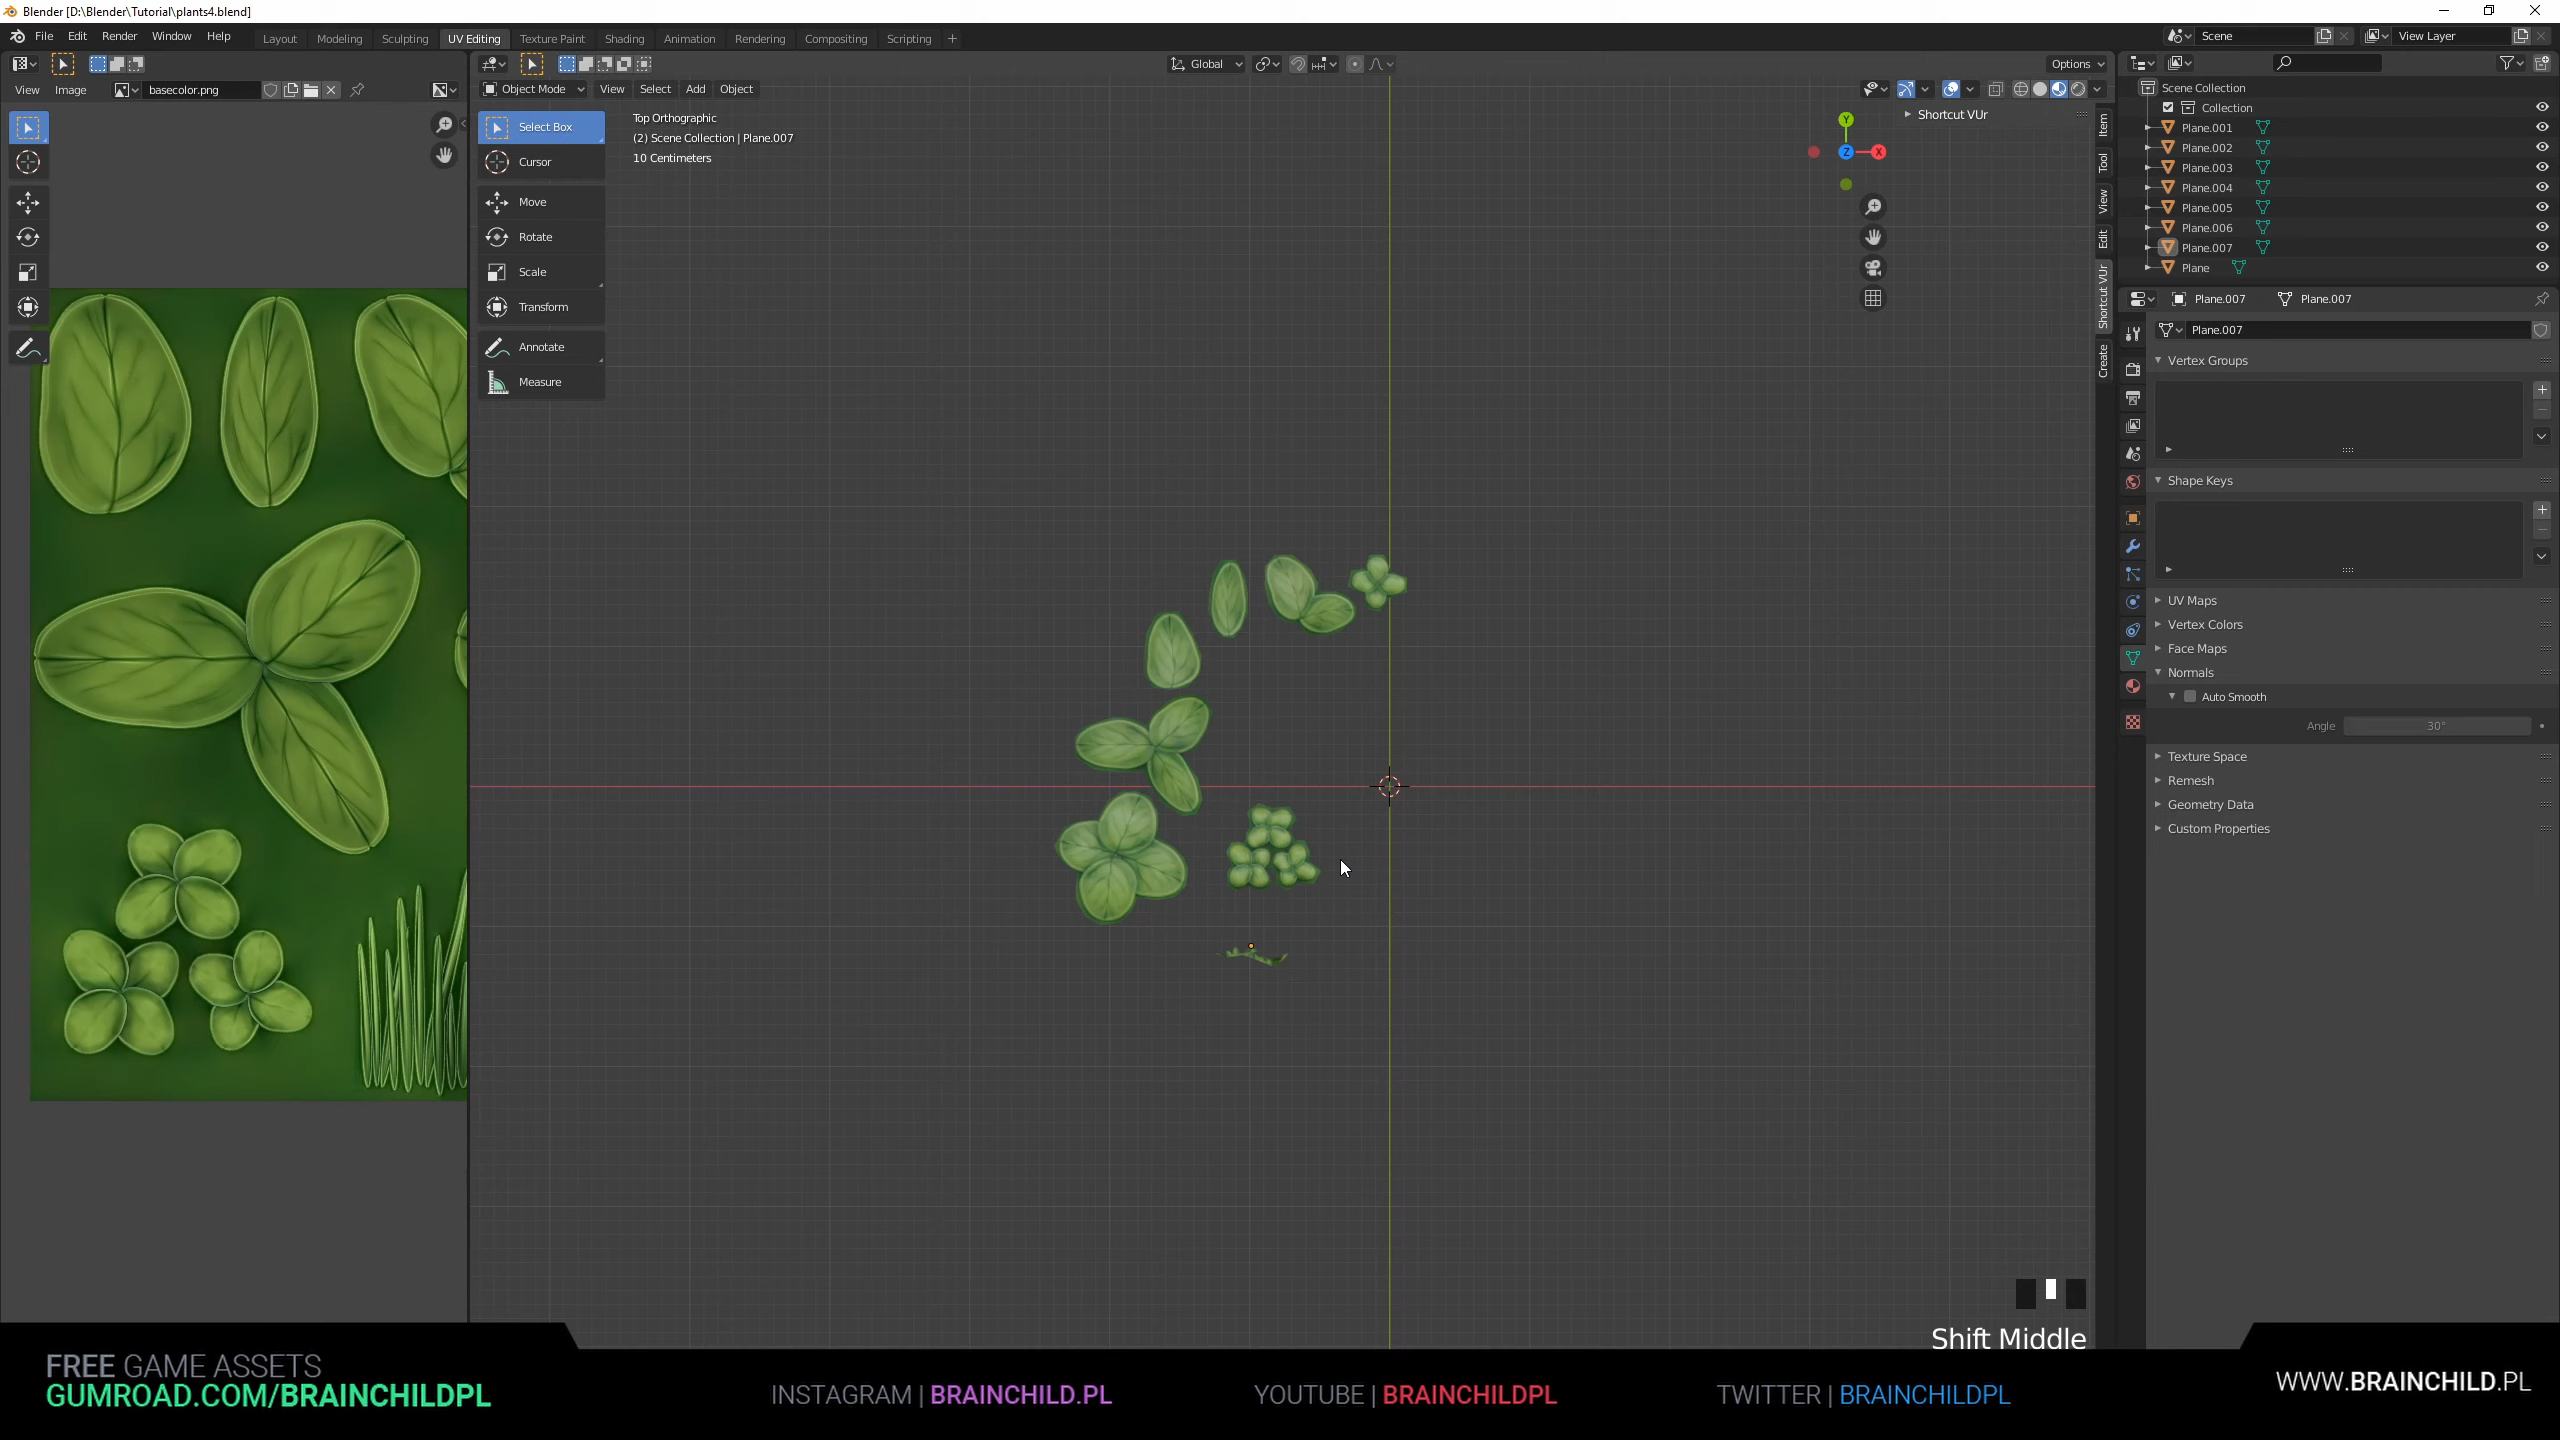 Blender [D:\Blender\Tutorial\plants4.blend]
File Edit Render Window Help
Layout Modeling Sculpting UV Editing Texture Paint Shading Animation Rendering Compositing Scripting +
Scene
View Layer
Global
Options
View Image
basecolor.png
Object Mode View Select Add Object
Select Box
Cursor
Move
Rotate
Scale
Transform
Annotate
Measure
Top Orthographic
(2) Scene Collection | Plane.007
10 Centimeters
Y
Z
X
Shortcut VUr
Item
Tool
View
Edit
Shortcut VUr
Create
Scene Collection
Collection
Plane.001
Plane.002
Plane.003
Plane.004
Plane.005
Plane.006
Plane.007
Plane
Plane.007 Plane.007
Plane.007
Vertex Groups
Shape Keys
UV Maps
Vertex Colors
Face Maps
Normals
Auto Smooth
Angle 30°
Texture Space
Remesh
Geometry Data
Custom Properties
Shift Middle
FREE GAME ASSETS
GUMROAD.COM/BRAINCHILDPL
INSTAGRAM | BRAINCHILD.PL
YOUTUBE | BRAINCHILDPL
TWITTER | BRAINCHILDPL
WWW.BRAINCHILD.PL